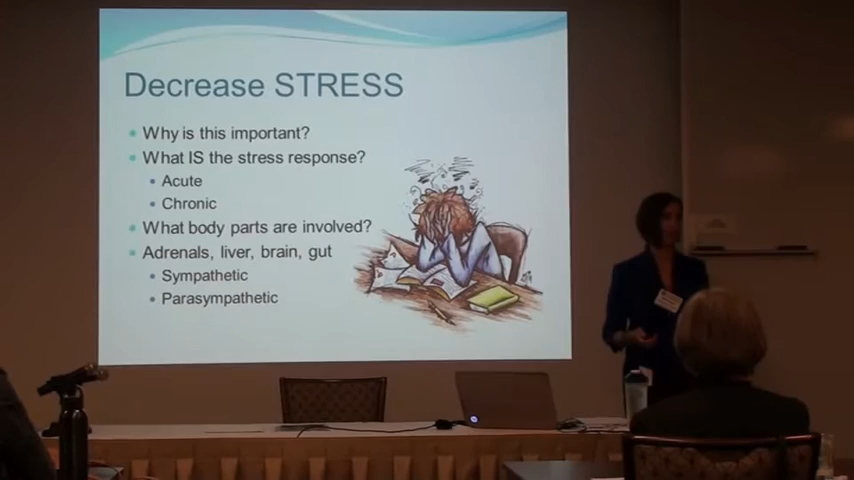 Decrease STRESS
Why is this important?
What IS the stress response?
Acute
Chronic
What body parts are involved?
Adrenals, liver, brain, gut
Sympathetic
Parasympathetic